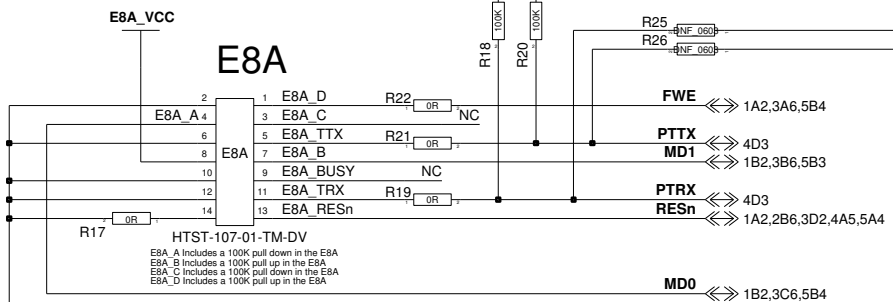 E8A_VCC
E8A
100K
R18
100K
R20
R25
DNF_0603
R26
DNF_0603
2
1
E8A_D
R22
0R
FWE
1A2,3A6,5B4
E8A_A
4
3
E8A_C
NC
6
5
E8A_TTX
R21
0R
PTTX
4D3
E8A
8
7
E8A_B
MD1
1B2,3B6,5B3
10
9
E8A_BUSY
NC
12
11
E8A_TRX
R19
0R
PTRX
4D3
14
13
E8A_RESn
RESn
1A2,2B6,3D2,4A5,5A4
R17
0R
HTST-107-01-TM-DV
E8A_A Includes a 100K pull down in the E8A
E8A_B Includes a 100K pull up in the E8A
E8A_C Includes a 100K pull down in the E8A
E8A_D Includes a 100K pull up in the E8A
MD0
1B2,3C6,5B4